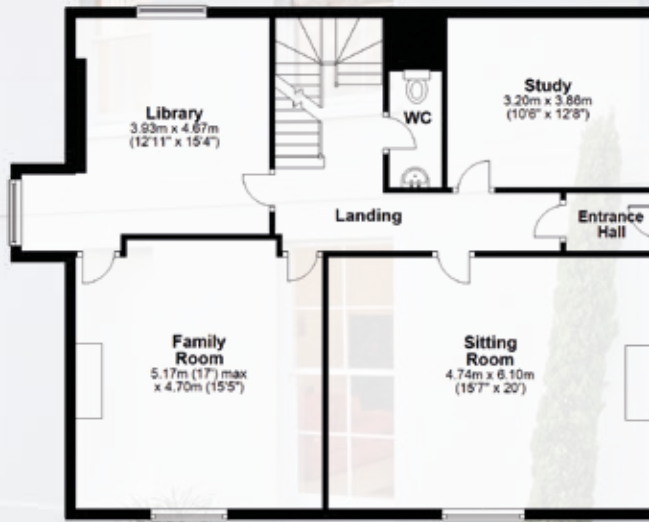 Library
3.93m x 4.67m
(12'11" x 15'4")
WC
Study
3.20m x 3.86m
(10'6" x 12'8")
Landing
Entrance
Hall
Family
Room
5.17m (17') max
x 4.70m (15'5")
Sitting
Room
4.74m x 6.10m
(15'7" x 20')